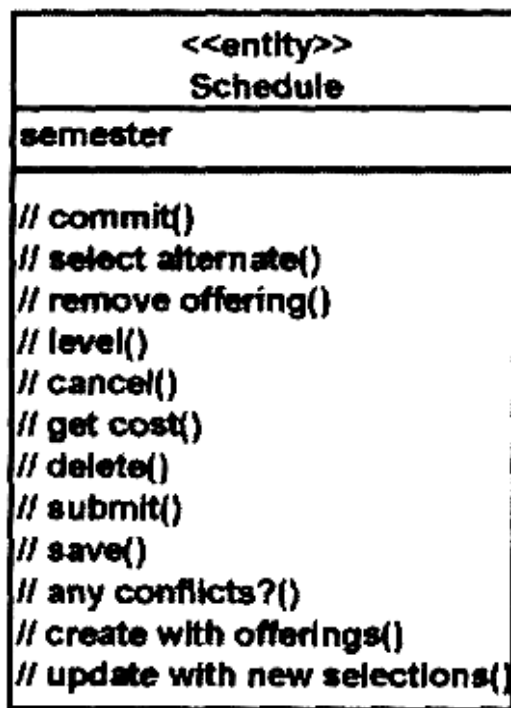 <<entity>>
Schedule
semester
// commit()
// select alternate()
// remove offering()
// level()
// cancel()
// get cost()
// delete()
// submit()
// save()
// any conflicts?()
// create with offerings()
// update with new selections()